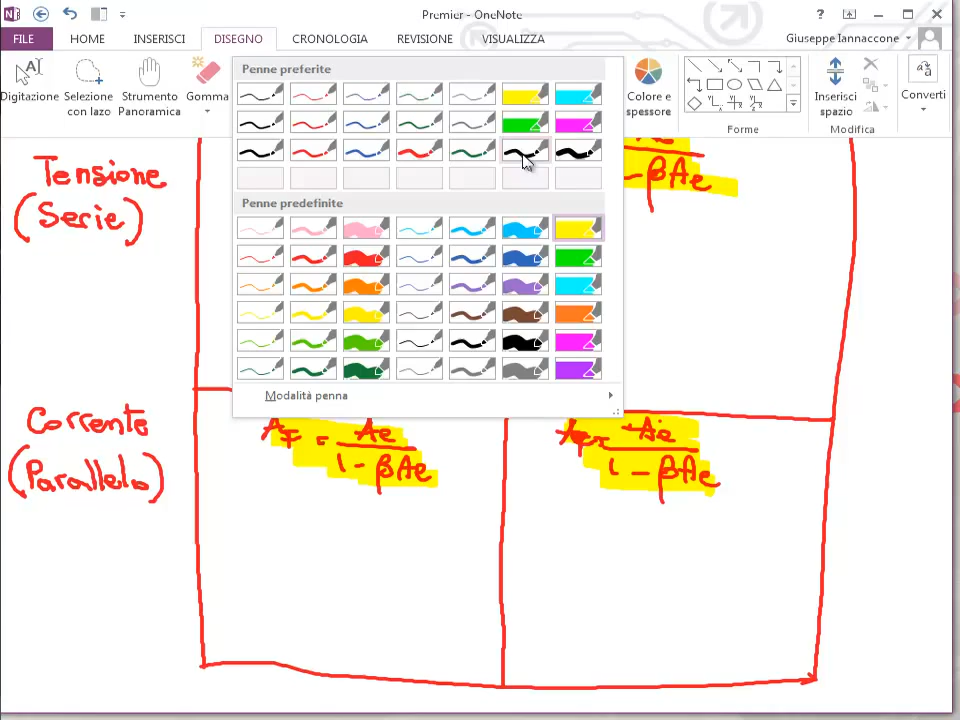 Premier - OneNote
FILE HOME INSERISCI DISEGNO CRONOLOGIA REVISIONE VISUALIZZA Giuseppe Iannaccone
Digitazione
Selezione con lazo
Strumento Panoramica
Gomma
Colore e spessore
Forme
Inserisci spazio
Modifica
Converti
Penne preferite
Penne predefinite
Modalità penna
Tensione
(Serie)
- βAe
Corrente
(Parallelo)
AF = Ae
1 - βAe
1 - βAe